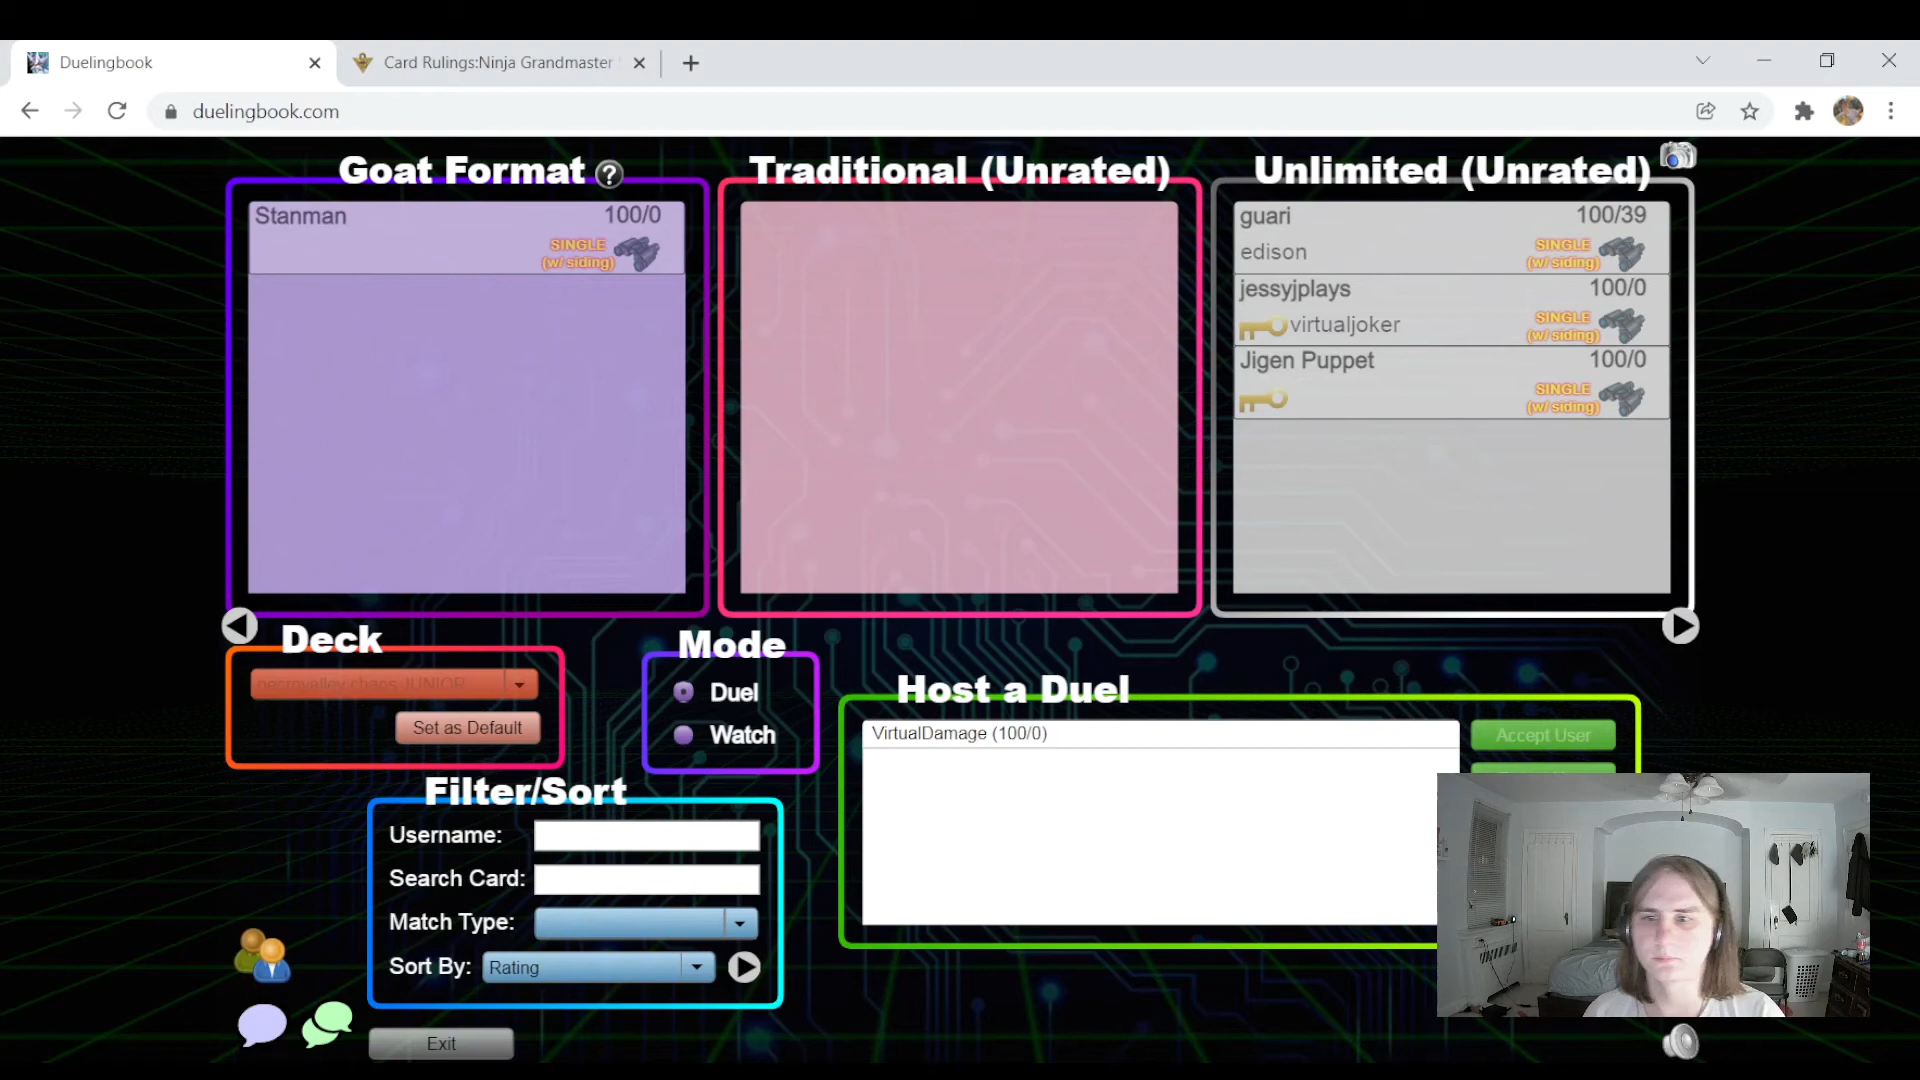 Duelingbook
Card Rulings:Ninja Grandmaster
duelingbook.com
Goat Format ?
Stanman 100/0
SINGLE
(w/ siding)
Traditional (Unrated)
Unlimited (Unrated)
guari 100/39
edison SINGLE
(w/ siding)
jessyjplays 100/0
virtualjoker SINGLE
(w/ siding)
Jigen Puppet 100/0
SINGLE
(w/ siding)
Deck
necrovalley chaos JUNIOR
Set as Default
Mode
Duel
Watch
Host a Duel
VirtualDamage (100/0)
Accept User
Filter/Sort
Username:
Search Card:
Match Type:
Sort By: Rating
Exit